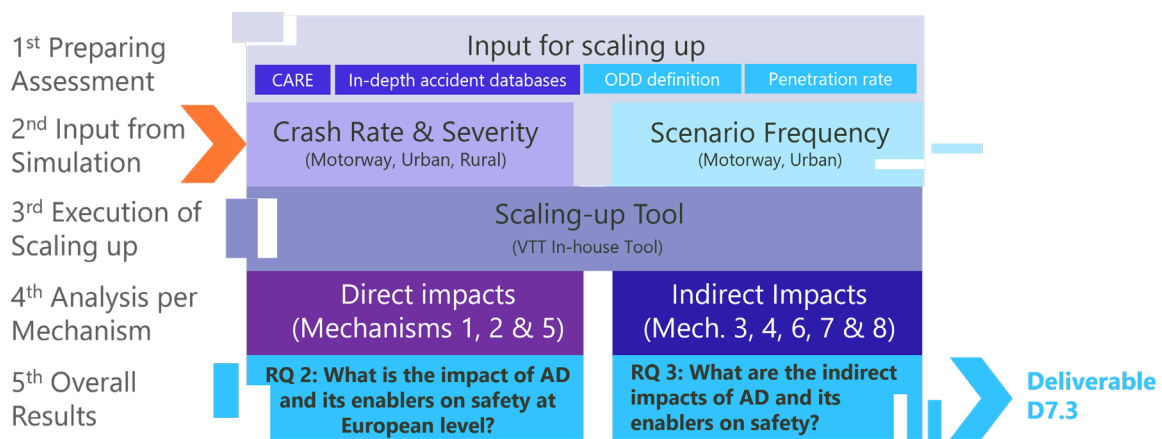 1st Preparing
Assessment
Input for scaling up
CARE
In-depth accident databases
ODD definition
Penetration rate
2nd Input from
Simulation
Crash Rate & Severity
(Motorway, Urban, Rural)
Scenario Frequency
(Motorway, Urban)
3rd Execution of
Scaling up
Scaling-up Tool
(VTT In-house Tool)
4th Analysis per
Mechanism
Direct impacts
(Mechanisms 1, 2 & 5)
Indirect Impacts
(Mech. 3, 4, 6, 7 & 8)
5th Overall
Results
RQ 2: What is the impact of AD
and its enablers on safety at
European level?
RQ 3: What are the indirect
impacts of AD and its
enablers on safety?
Deliverable
D7.3